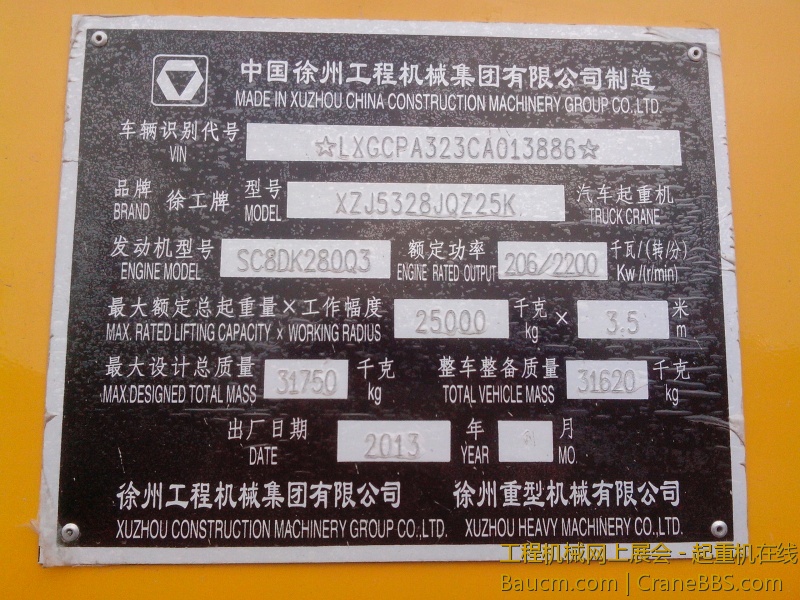 中国徐州工程机械集团有限公司制造
MADE IN XUZHOU CHINA CONSTRUCTION MACHINERY GROUP CO.,LTD.
车辆识别代号 ☆LXGCPA323CA013886☆
VIN
品牌 徐工牌 型号 XZJ5328JQZ25K 汽车起重机
BRAND MODEL TRUCK CRANE
发动机型号 SC8DK280Q3 额定功率 206/2200 千瓦/(转/分)
ENGINE MODEL ENGINE RATED OUTPUT Kw/(r/min)
最大额定总起重量×工作幅度 25000 千克 × 3.5 米
MAX. RATED LIFTING CAPACITY × WORKING RADIUS kg m
最大设计总质量 31750 千克 整车整备质量 31620 千克
MAX.DESIGNED TOTAL MASS kg TOTAL VEHICLE MASS kg
出厂日期 2013 年 月
DATE YEAR MO.
徐州工程机械集团有限公司 徐州重型机械有限公司
XUZHOU CONSTRUCTION MACHINERY GROUP CO.,LTD. XUZHOU HEAVY MACHINERY CO.,LTD.
工程机械网上展会 - 起重机在线
Baucm.com | CraneBBS.com